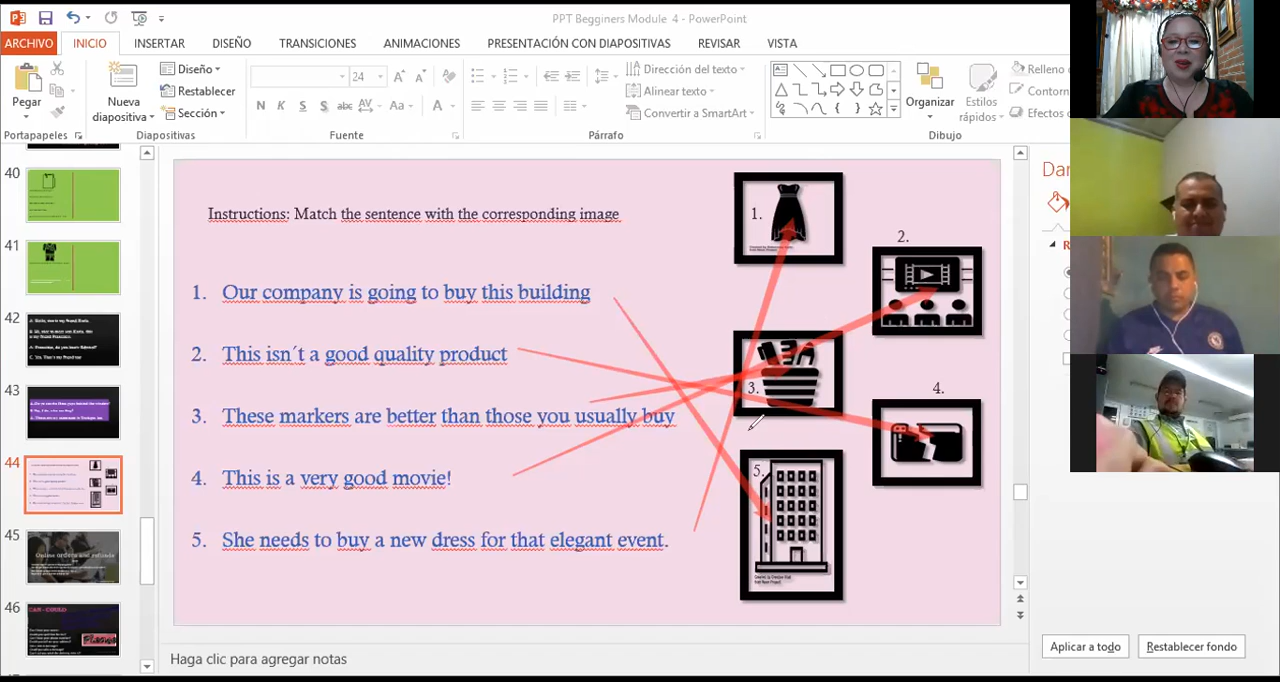 PPT Begginers Module 4 - PowerPoint
ARCHIVO INICIO INSERTAR DISEÑO TRANSICIONES ANIMACIONES PRESENTACIÓN CON DIAPOSITIVAS REVISAR VISTA
Pegar
Nueva
diapositiva
Diseño
Restablecer
Sección
24
N K S S abc AV Aa A
Dirección del texto
Alinear texto
Convertir a SmartArt
Organizar
Estilos
rápidos
Relleno
Contorn
Efectos
Portapapeles Diapositivas Fuente Párrafo Dibujo
40
41
42
43
44
45
Online orders and refunds
46
CAN - COULD
Instructions: Match the sentence with the corresponding image
1. Our company is going to buy this building
2. This isn´t a good quality product
3. These markers are better than those you usually buy
4. This is a very good movie!
5. She needs to buy a new dress for that elegant event.
1.
2.
3.
4.
5.
Haga clic para agregar notas
Aplicar a todo
Restablecer fondo